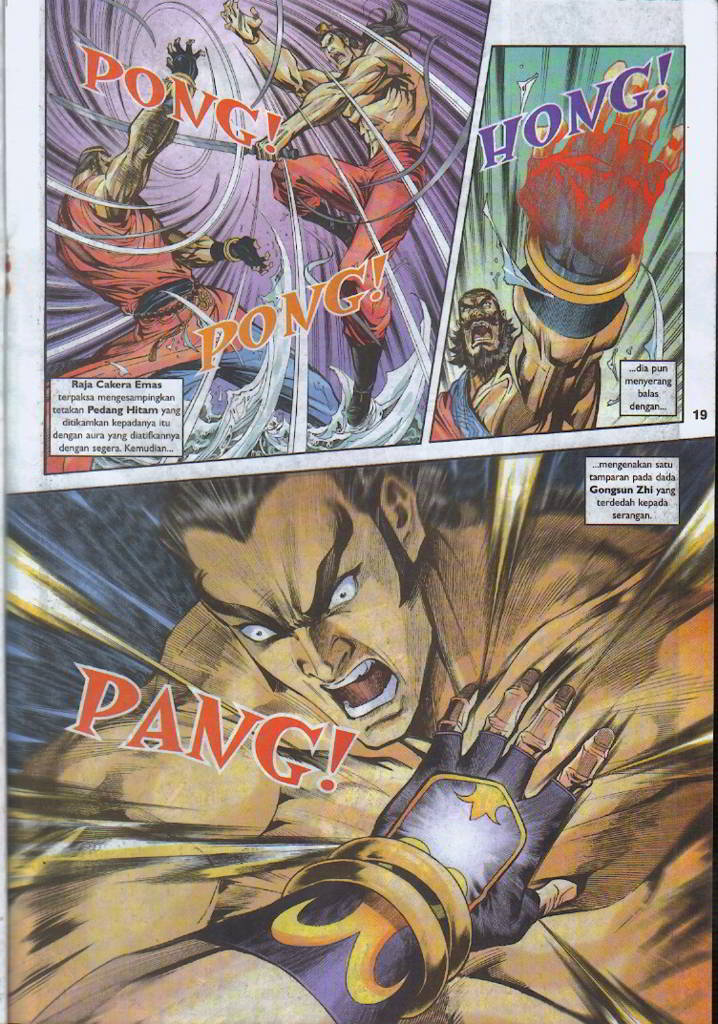 PONG!
PONG!
Raja Cakera Emas
terpaksa mengesampingkan
tetakan Pedang Hitam yang
ditikamkan kepadanya itu
dengan aura yang diatifkannya
dengan segera. Kemudian...
HONG!
...dia pun
menyerang
balas
dengan...
19
...mengenakan satu
tamparan pada dada
Gongsun Zhi yang
terdedah kepada
serangan.
PANG!